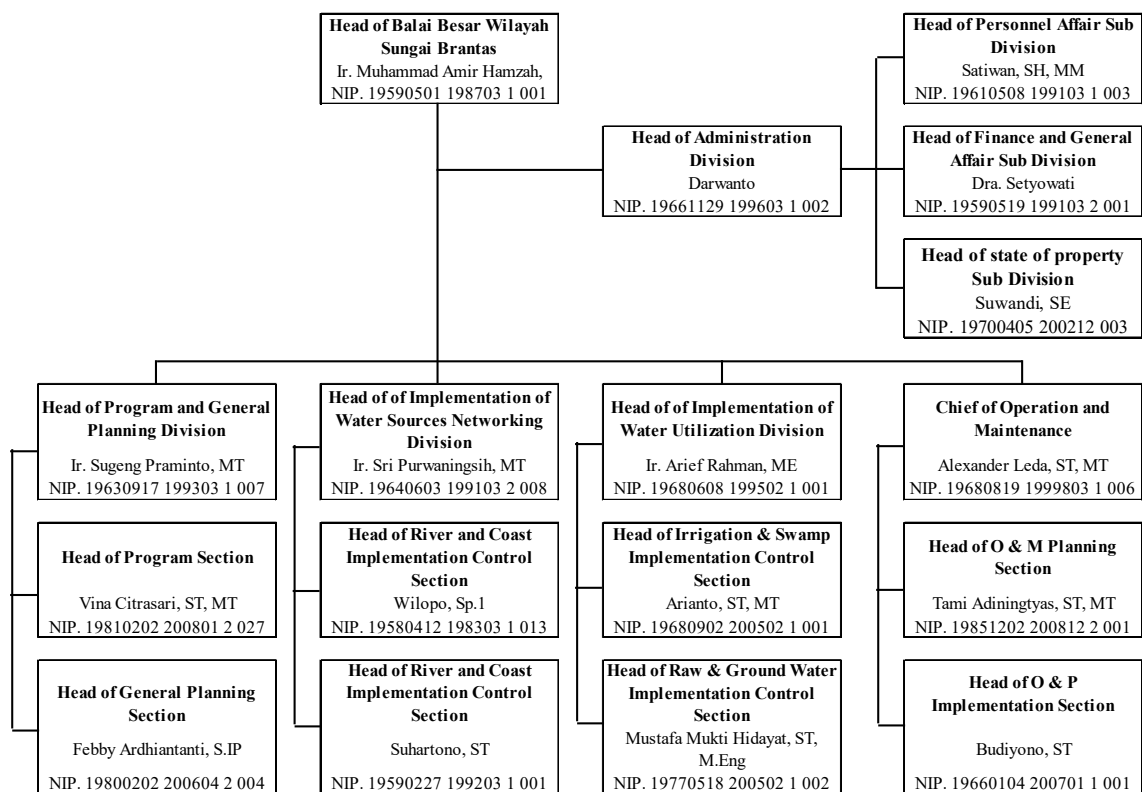 Head of Balai Besar Wilayah
Sungai Brantas
Ir. Muhammad Amir Hamzah,
NIP. 19590501 198703 1 001
Head of Personnel Affair Sub
Division
Satiwan, SH, MM
NIP. 19610508 199103 1 003
Head of Administration
Division
Darwanto
NIP. 19661129 199603 1 002
Head of Finance and General
Affair Sub Division
Dra. Setyowati
NIP. 19590519 199103 2 001
Head of state of property
Sub Division
Suwandi, SE
NIP. 19700405 200212 003
Head of Program and General
Planning Division
Ir. Sugeng Praminto, MT
NIP. 19630917 199303 1 007
Head of of Implementation of
Water Sources Networking
Division
Ir. Sri Purwaningsih, MT
NIP. 19640603 199103 2 008
Head of of Implementation of
Water Utilization Division
Ir. Arief Rahman, ME
NIP. 19680608 199502 1 001
Chief of Operation and
Maintenance
Alexander Leda, ST, MT
NIP. 19680819 1999803 1 006
Head of Program Section
Vina Citrasari, ST, MT
NIP. 19810202 200801 2 027
Head of River and Coast
Implementation Control
Section
Wilopo, Sp.1
NIP. 19580412 198303 1 013
Head of Irrigation & Swamp
Implementation Control
Section
Arianto, ST, MT
NIP. 19680902 200502 1 001
Head of O & M Planning
Section
Tami Adiningtyas, ST, MT
NIP. 19851202 200812 2 001
Head of General Planning
Section
Febby Ardhiantanti, S.IP
NIP. 19800202 200604 2 004
Head of River and Coast
Implementation Control
Section
Suhartono, ST
NIP. 19590227 199203 1 001
Head of Raw & Ground Water
Implementation Control
Section
Mustafa Mukti Hidayat, ST,
M.Eng
NIP. 19770518 200502 1 002
Head of O & P
Implementation Section
Budiyono, ST
NIP. 19660104 200701 1 001